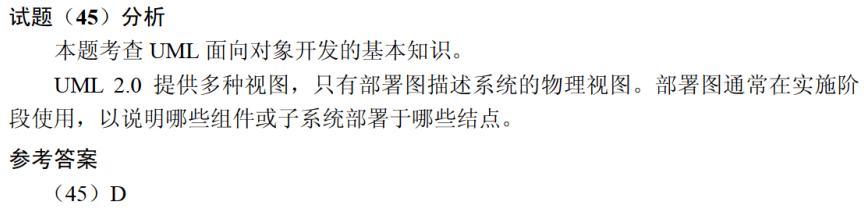 试题（45）分析
本题考查 UML 面向对象开发的基本知识。
UML 2.0 提供多种视图，只有部署图描述系统的物理视图。部署图通常在实施阶
段使用，以说明哪些组件或子系统部署于哪些结点。
参考答案
（45）D